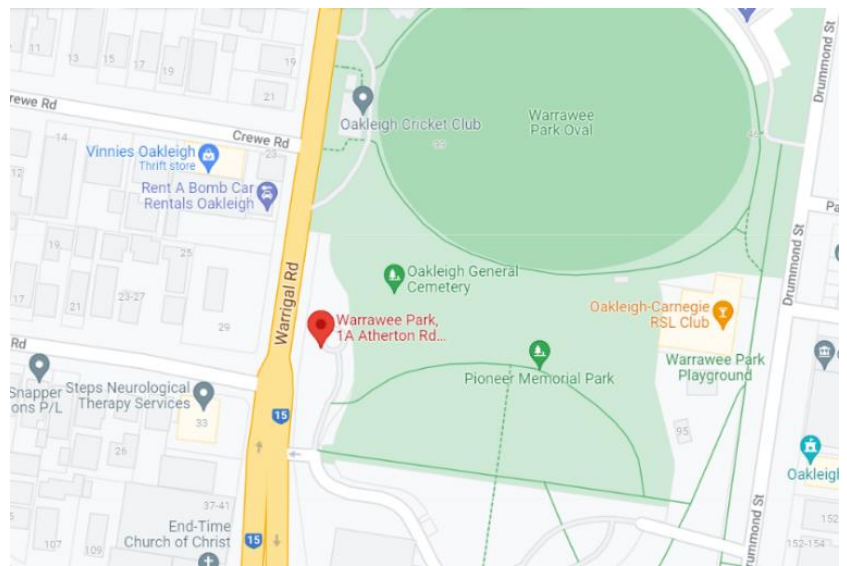 11
13
15
17
19
19
21
Crewe Rd
Crewe Rd
14
12
Vinnies Oakleigh
Thrift store
23
Rent A Bomb Car
Rentals Oakleigh
Oakleigh Cricket Club
Warrawee
Park Oval
Drummond St
19
25
17
21
23-27
29
Warrigal Rd
Oakleigh General
Cemetery
Warrawee Park,
1A Atherton Rd...
Oakleigh-Carnegie
RSL Club
Drummond St
Pioneer Memorial Park
Warrawee Park
Playground
Rd
Snapper
ons P/L
Steps Neurological
Therapy Services
33
15
26
95
Oakleigh
37-41
End-Time
Church of Christ
15
107
109
Drummond St
152
152-154